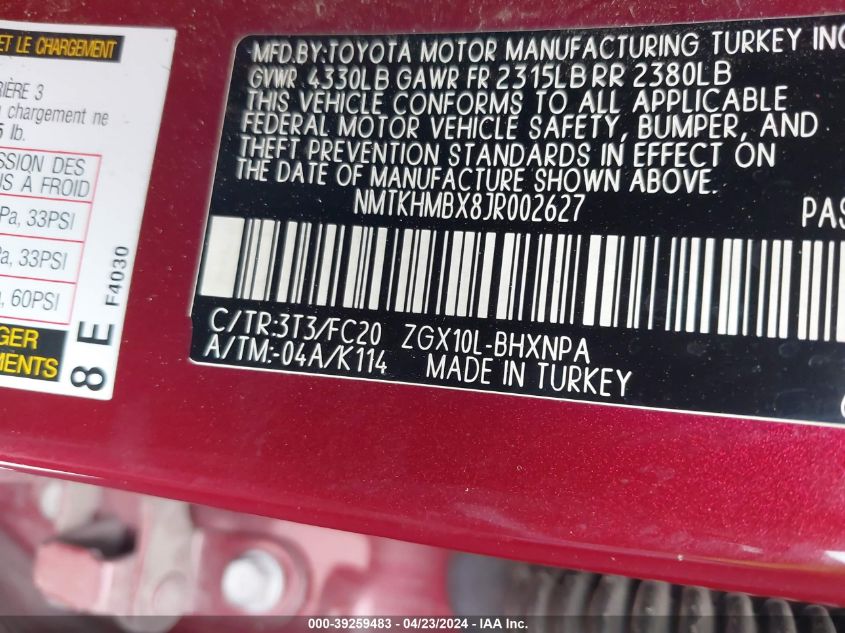 ET LE CHARGEMENT
IÈRE 3
chargement ne
lb.
SSION DES
US À FROID
Pa, 33PSI
Pa, 33PSI
a, 60PSI
GER
MENTS
8 E
F4030
MFD.BY:TOYOTA MOTOR MANUFACTURING TURKEY INC
GVWR 4330LB GAWR FR 2315LB RR 2380LB
THIS VEHICLE CONFORMS TO ALL APPLICABLE
FEDERAL MOTOR VEHICLE SAFETY, BUMPER, AND
THEFT PREVENTION STANDARDS IN EFFECT ON
THE DATE OF MANUFACTURE SHOWN ABOVE.
NMTKHMBX8JR002627 PAS
C/TR:3T3/FC20 ZGX10L-BHXNPA
A/TM:-04A/K114 MADE IN TURKEY
000-39259483 - 04/23/2024 - IAA Inc.